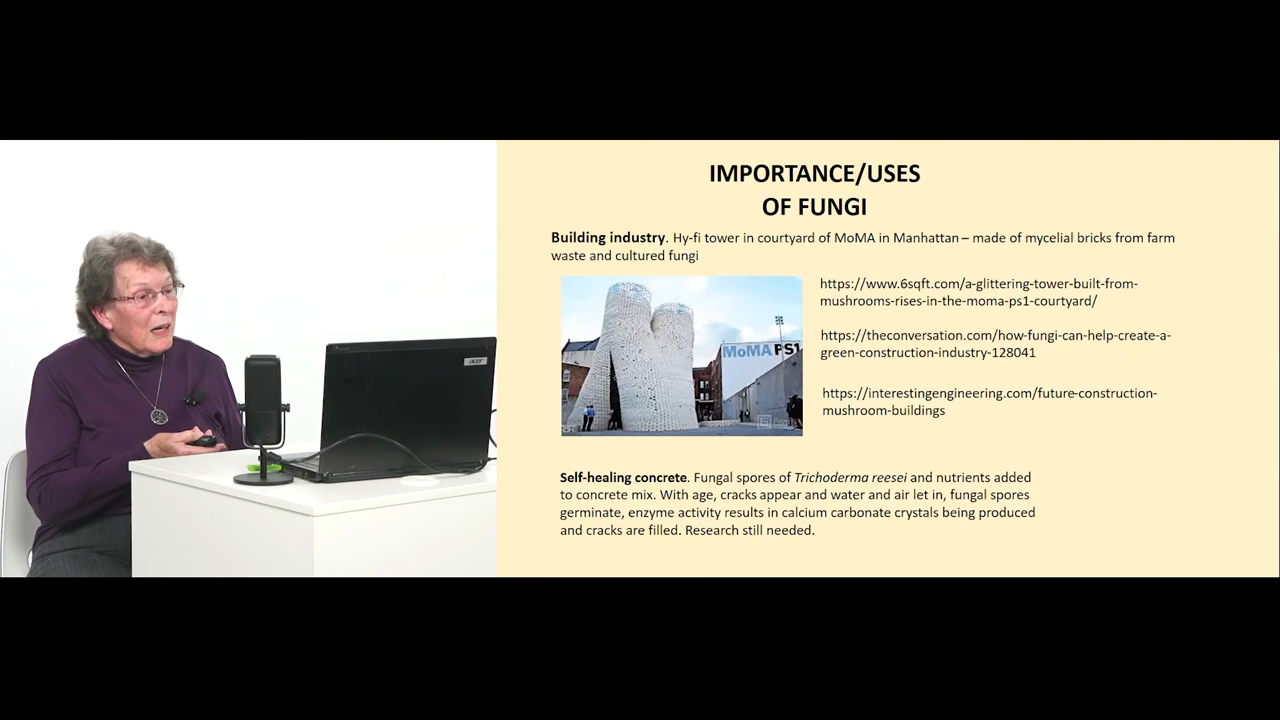 IMPORTANCE/USES
OF FUNGI
Building industry. Hy-fi tower in courtyard of MoMA in Manhattan – made of mycelial bricks from farm
waste and cultured fungi
https://www.6sqft.com/a-glittering-tower-built-from-
mushrooms-rises-in-the-moma-ps1-courtyard/
https://theconversation.com/how-fungi-can-help-create-a-
green-construction-industry-128041
https://interestingengineering.com/future-construction-
mushroom-buildings
MoMA PS1
acer
Self-healing concrete. Fungal spores of Trichoderma reesei and nutrients added
to concrete mix. With age, cracks appear and water and air let in, fungal spores
germinate, enzyme activity results in calcium carbonate crystals being produced
and cracks are filled. Research still needed.